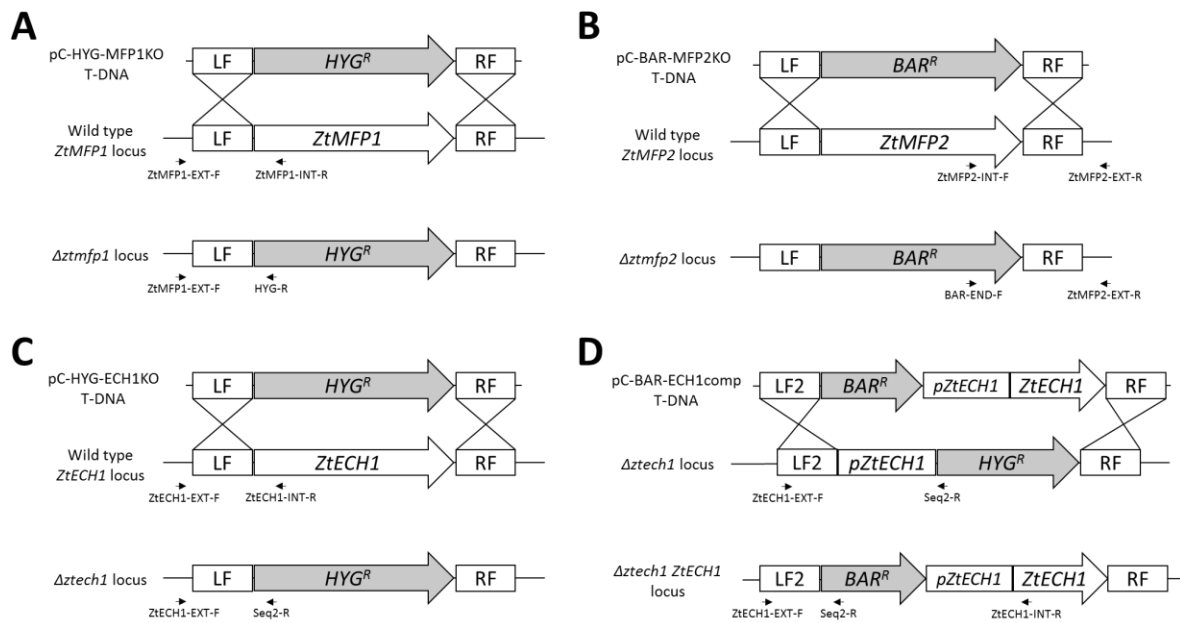 A
pC-HYG-MFP1KO
T-DNA
LF
HYGᴿ
RF
Wild type
ZtMFP1 locus
LF
ZtMFP1
RF
ZtMFP1-EXT-F
ZtMFP1-INT-R
Δztmfp1 locus
LF
HYGᴿ
RF
ZtMFP1-EXT-F
HYG-R
B
pC-BAR-MFP2KO
T-DNA
LF
BARᴿ
RF
Wild type
ZtMFP2 locus
LF
ZtMFP2
RF
ZtMFP2-INT-F
ZtMFP2-EXT-R
Δztmfp2 locus
LF
BARᴿ
RF
BAR-END-F
ZtMFP2-EXT-R
C
pC-HYG-ECH1KO
T-DNA
LF
HYGᴿ
RF
Wild type
ZtECH1 locus
LF
ZtECH1
RF
ZtECH1-EXT-F
ZtECH1-INT-R
Δztech1 locus
LF
HYGᴿ
RF
ZtECH1-EXT-F
Seq2-R
D
pC-BAR-ECH1comp
T-DNA
LF2
BARᴿ
pZtECH1
ZtECH1
RF
Δztech1 locus
LF2
pZtECH1
HYGᴿ
RF
ZtECH1-EXT-F
Seq2-R
Δztech1 ZtECH1
locus
LF2
BARᴿ
pZtECH1
ZtECH1
RF
ZtECH1-EXT-F
Seq2-R
ZtECH1-INT-R